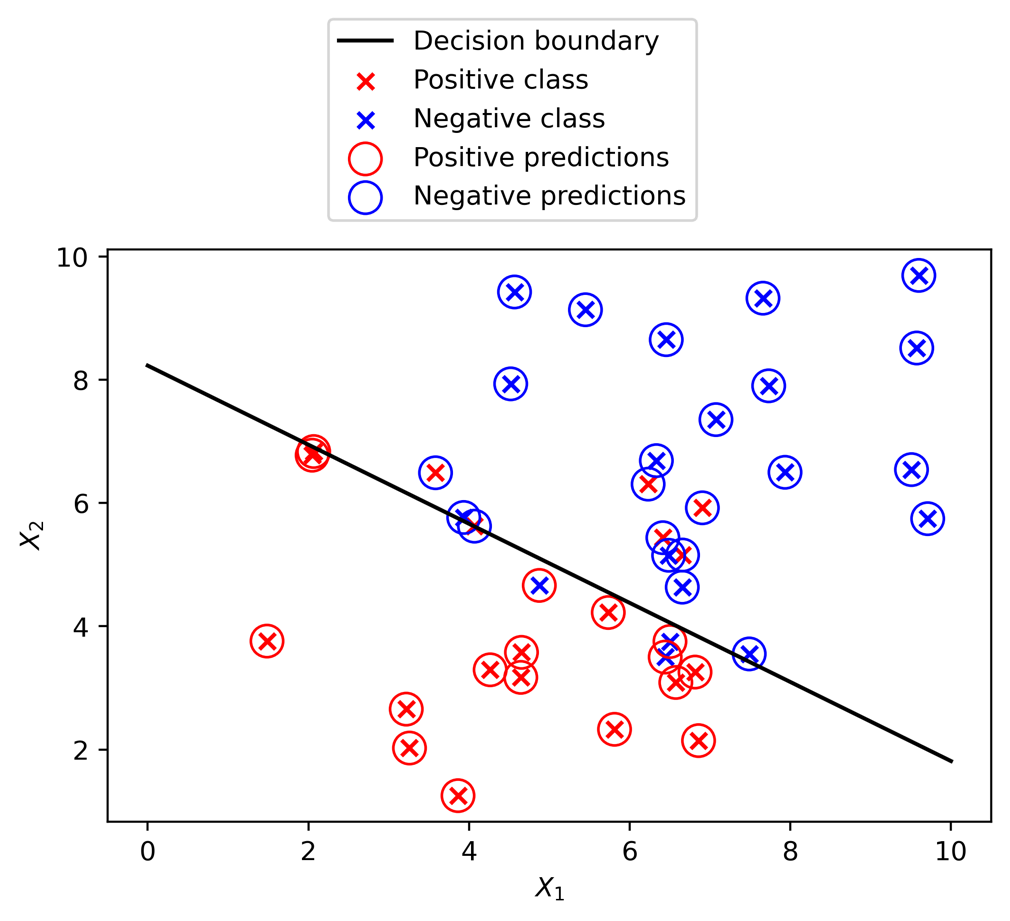 Decision boundary
Positive class
Negative class
Positive predictions
Negative predictions
10
8
6
4
2
X₂
0 2 4 6 8 10
X₁